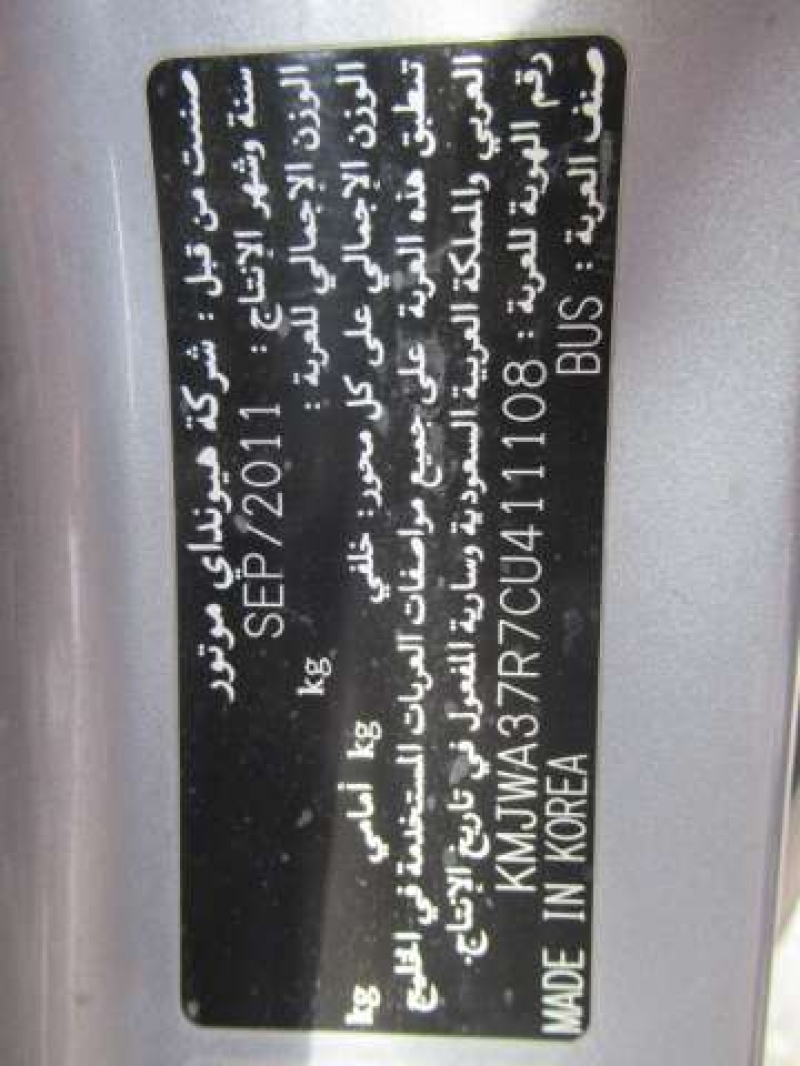 صنعت من قبل : شركة هيونداي موتور
سنة وشهر الإنتاج : SEP/2011
الوزن الإجمالي للعربة : kg
الوزن الإجمالي على كل محور: خلفي kg أمامي kg
تنطبق هذه العربة على جميع مواصفات العربات المستخدمة في الخليج
العربي والمملكة العربية السعودية وسارية المفعول في تاريخ الإنتاج.
رقم الهوية للعربة : KMJWA37R7CU411108
صنف العربة : BUS MADE IN KOREA